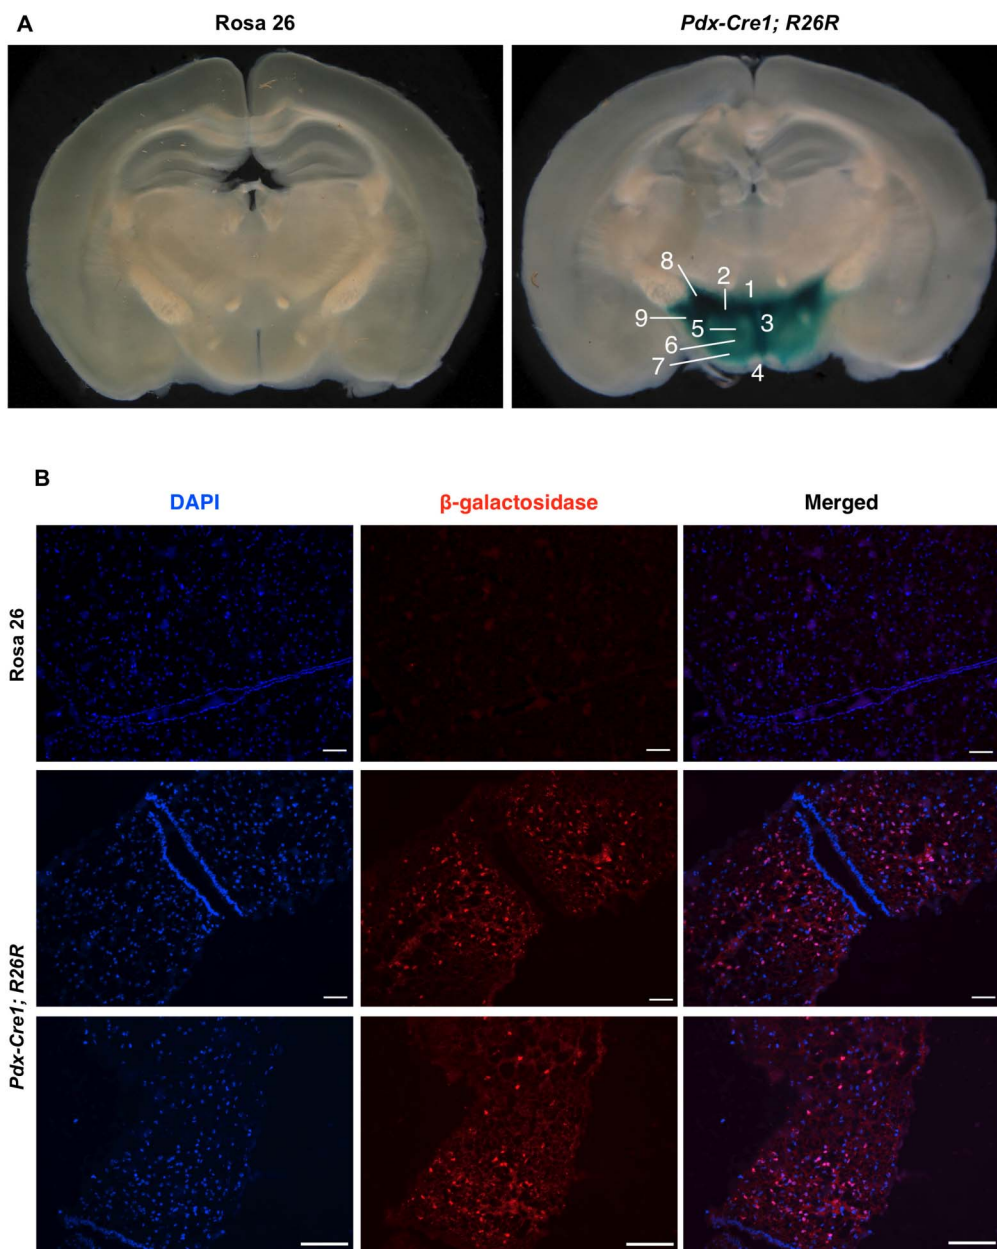 A
Rosa 26
Pdx-Cre1; R26R
8
2
1
9
5
3
6
7
4
B
DAPI
β-galactosidase
Merged
Rosa 26
Pdx-Cre1; R26R